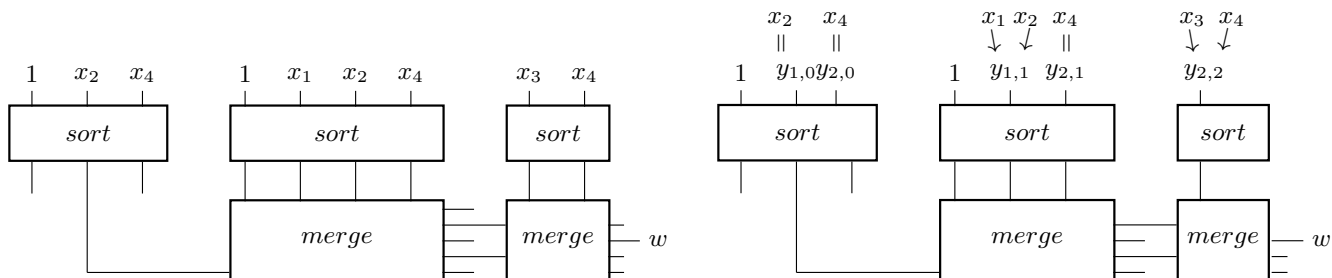 x₂ x₄ x₁ x₂ x₄ x₃ x₄
1 x₂ x₄ 1 x₁ x₂ x₄ x₃ x₄ 1 y₁,₀ y₂,₀ 1 y₁,₁ y₂,₁ y₂,₂
sort sort sort sort sort sort
merge merge w merge merge w